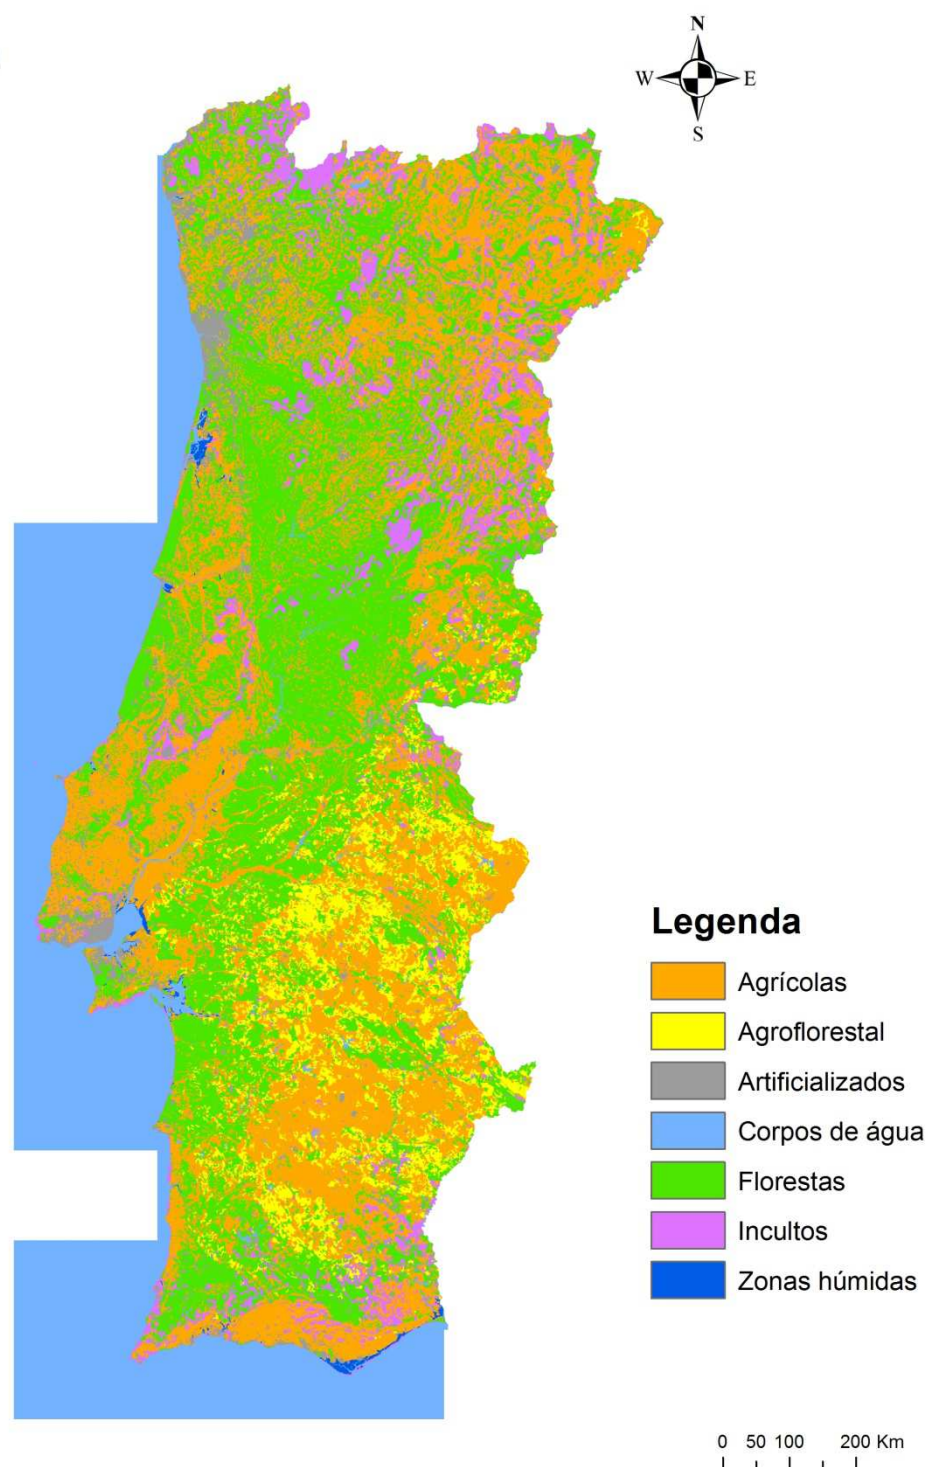 N
W E
S
Legenda
Agrícolas
Agroflorestal
Artificializados
Corpos de água
Florestas
Incultos
Zonas húmidas
0 50 100 200 Km